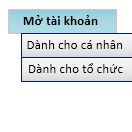 Mở tài khoản
Dành cho cá nhân
Dành cho tổ chức